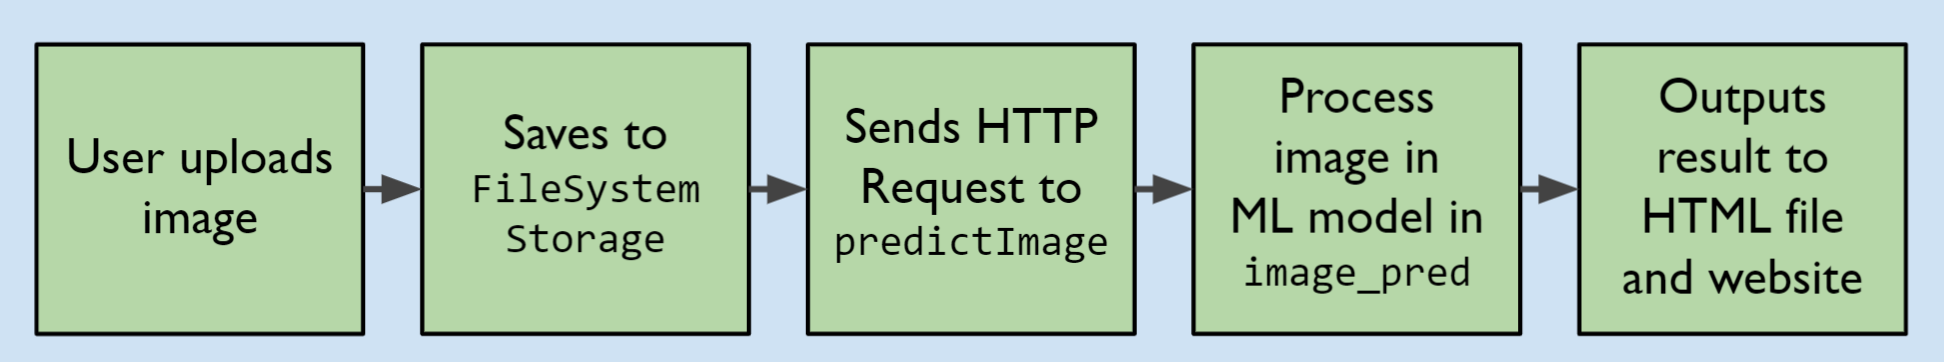 User uploads
image
Saves to
FileSystem
Storage
Sends HTTP
Request to
predictImage
Process
image in
ML model in
image_pred
Outputs
result to
HTML file
and website